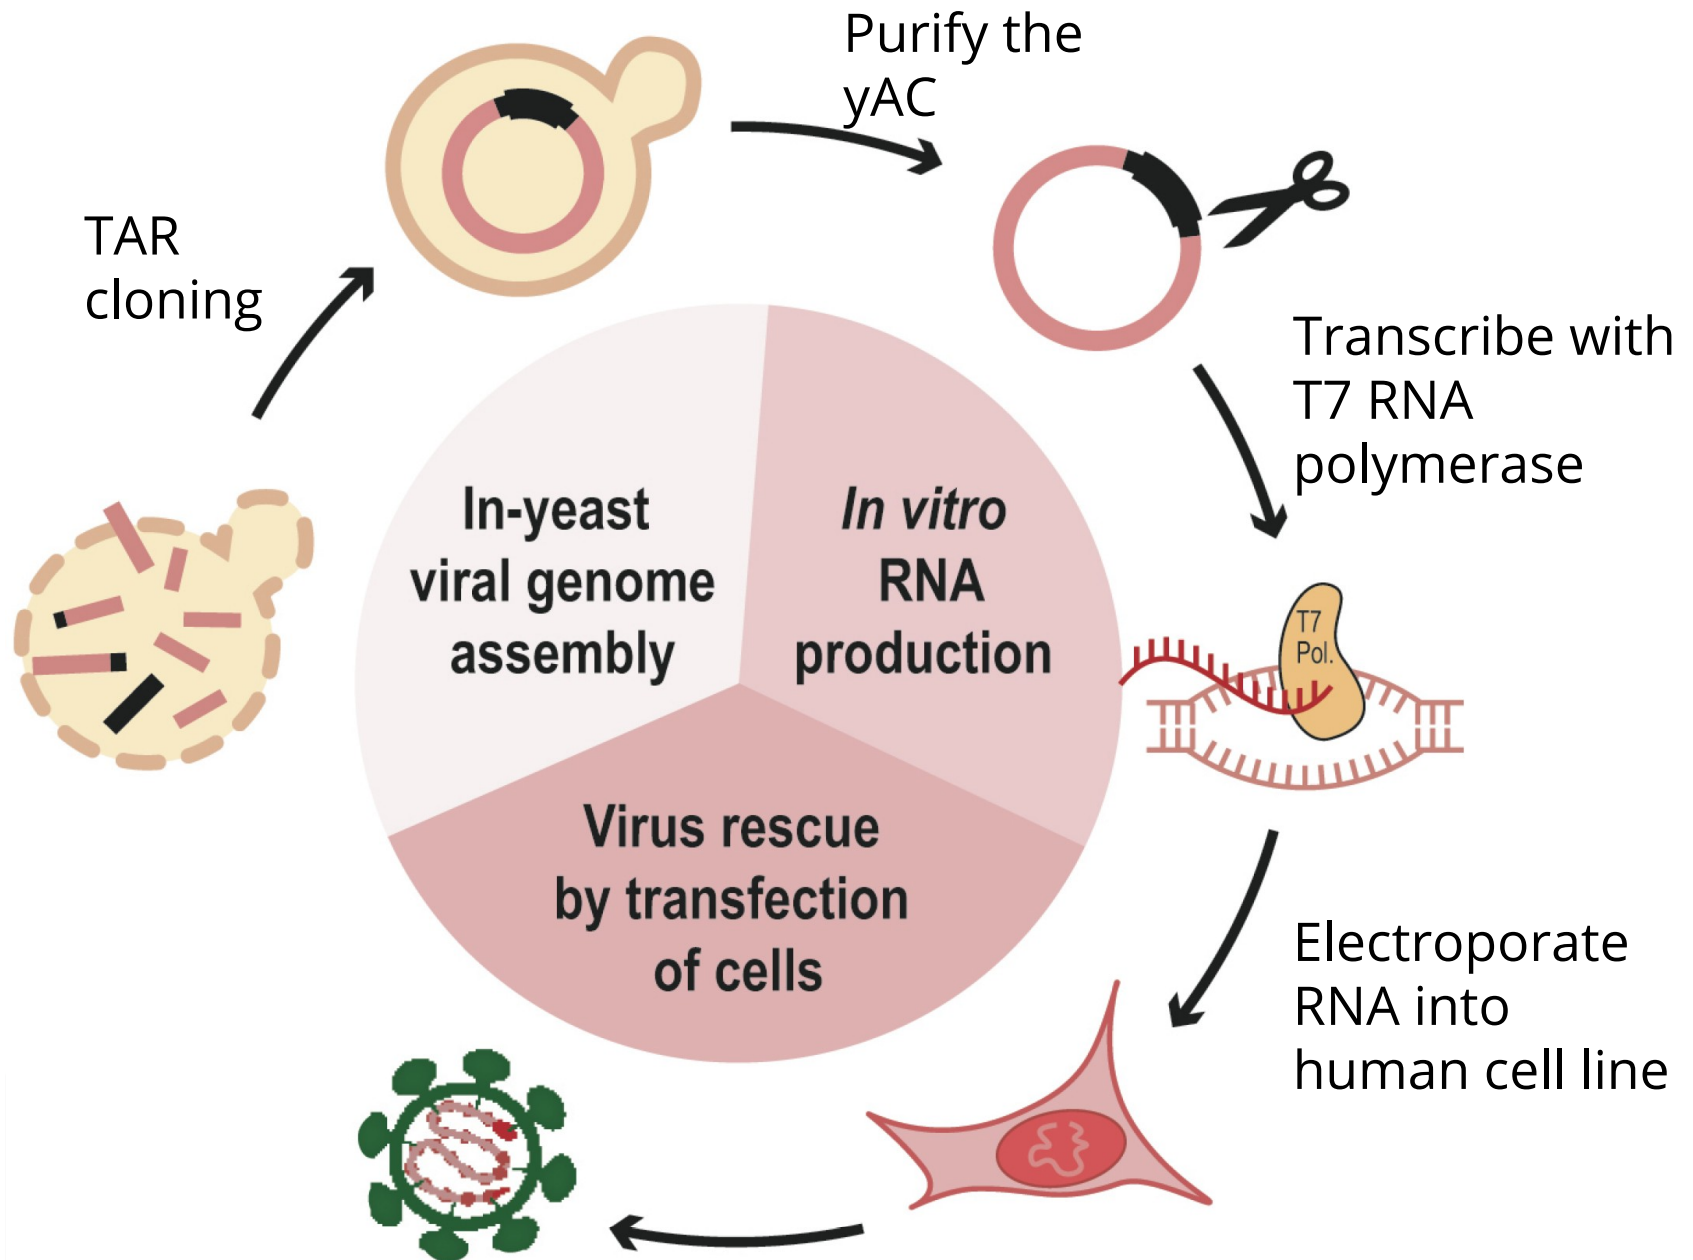 Purify the
yAC
TAR
cloning
Transcribe with
T7 RNA
polymerase
In-yeast
viral genome
assembly
In vitro
RNA
production
T7
Pol.
Virus rescue
by transfection
of cells
Electroporate
RNA into
human cell line